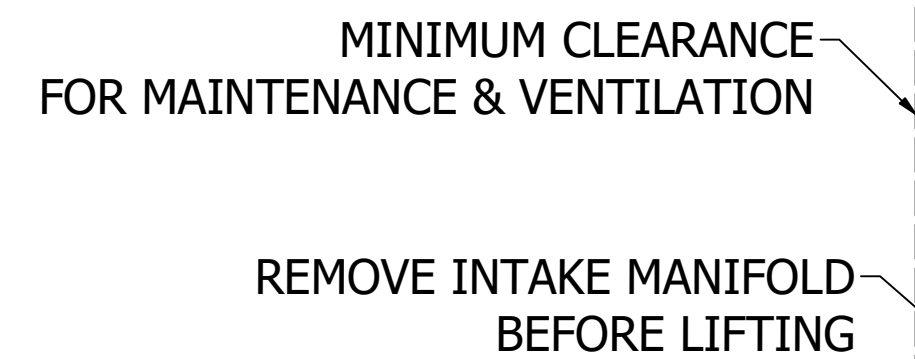 MINIMUM CLEARANCE
FOR MAINTENANCE & VENTILATION
REMOVE INTAKE MANIFOLD
BEFORE LIFTING